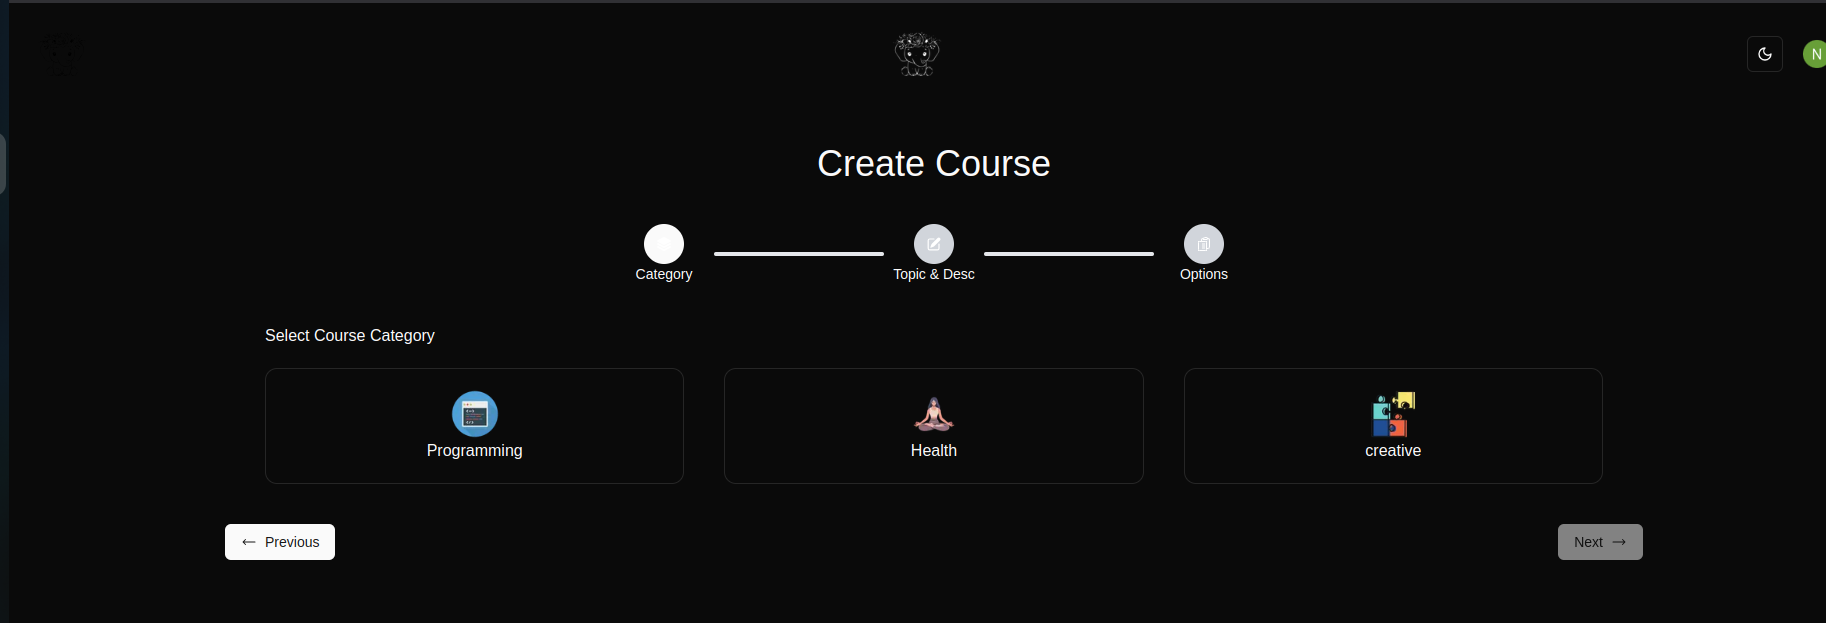 N
Create Course
Category
Topic & Desc
Options
Select Course Category
Programming
Health
creative
Previous
Next